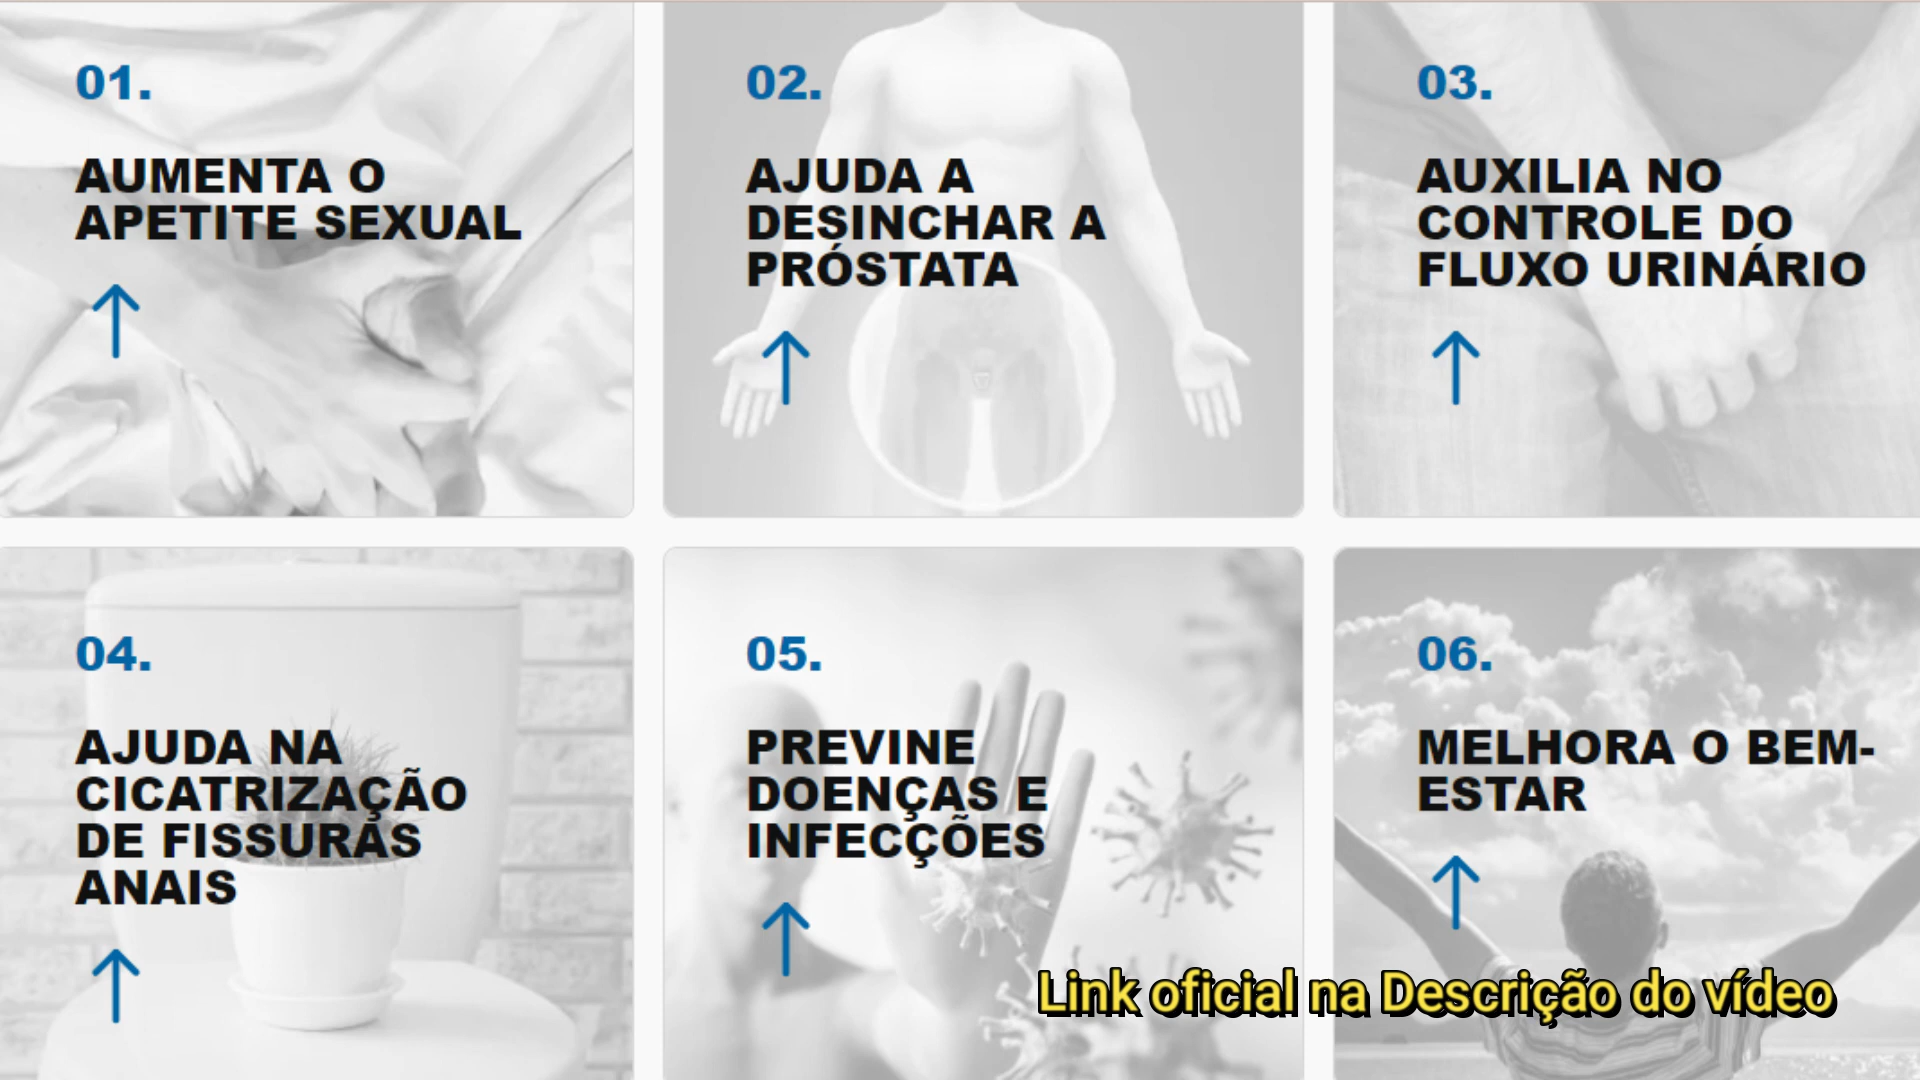 01.
AUMENTA O
APETITE SEXUAL
02.
AJUDA A
DESINCHAR A
PRÓSTATA
03.
AUXILIA NO
CONTROLE DO
FLUXO URINÁRIO
04.
AJUDA NA
CICATRIZAÇÃO
DE FISSURAS
ANAIS
05.
PREVINE
DOENÇAS E
INFECÇÕES
06.
MELHORA O BEM-
ESTAR
Link oficial na Descrição do vídeo